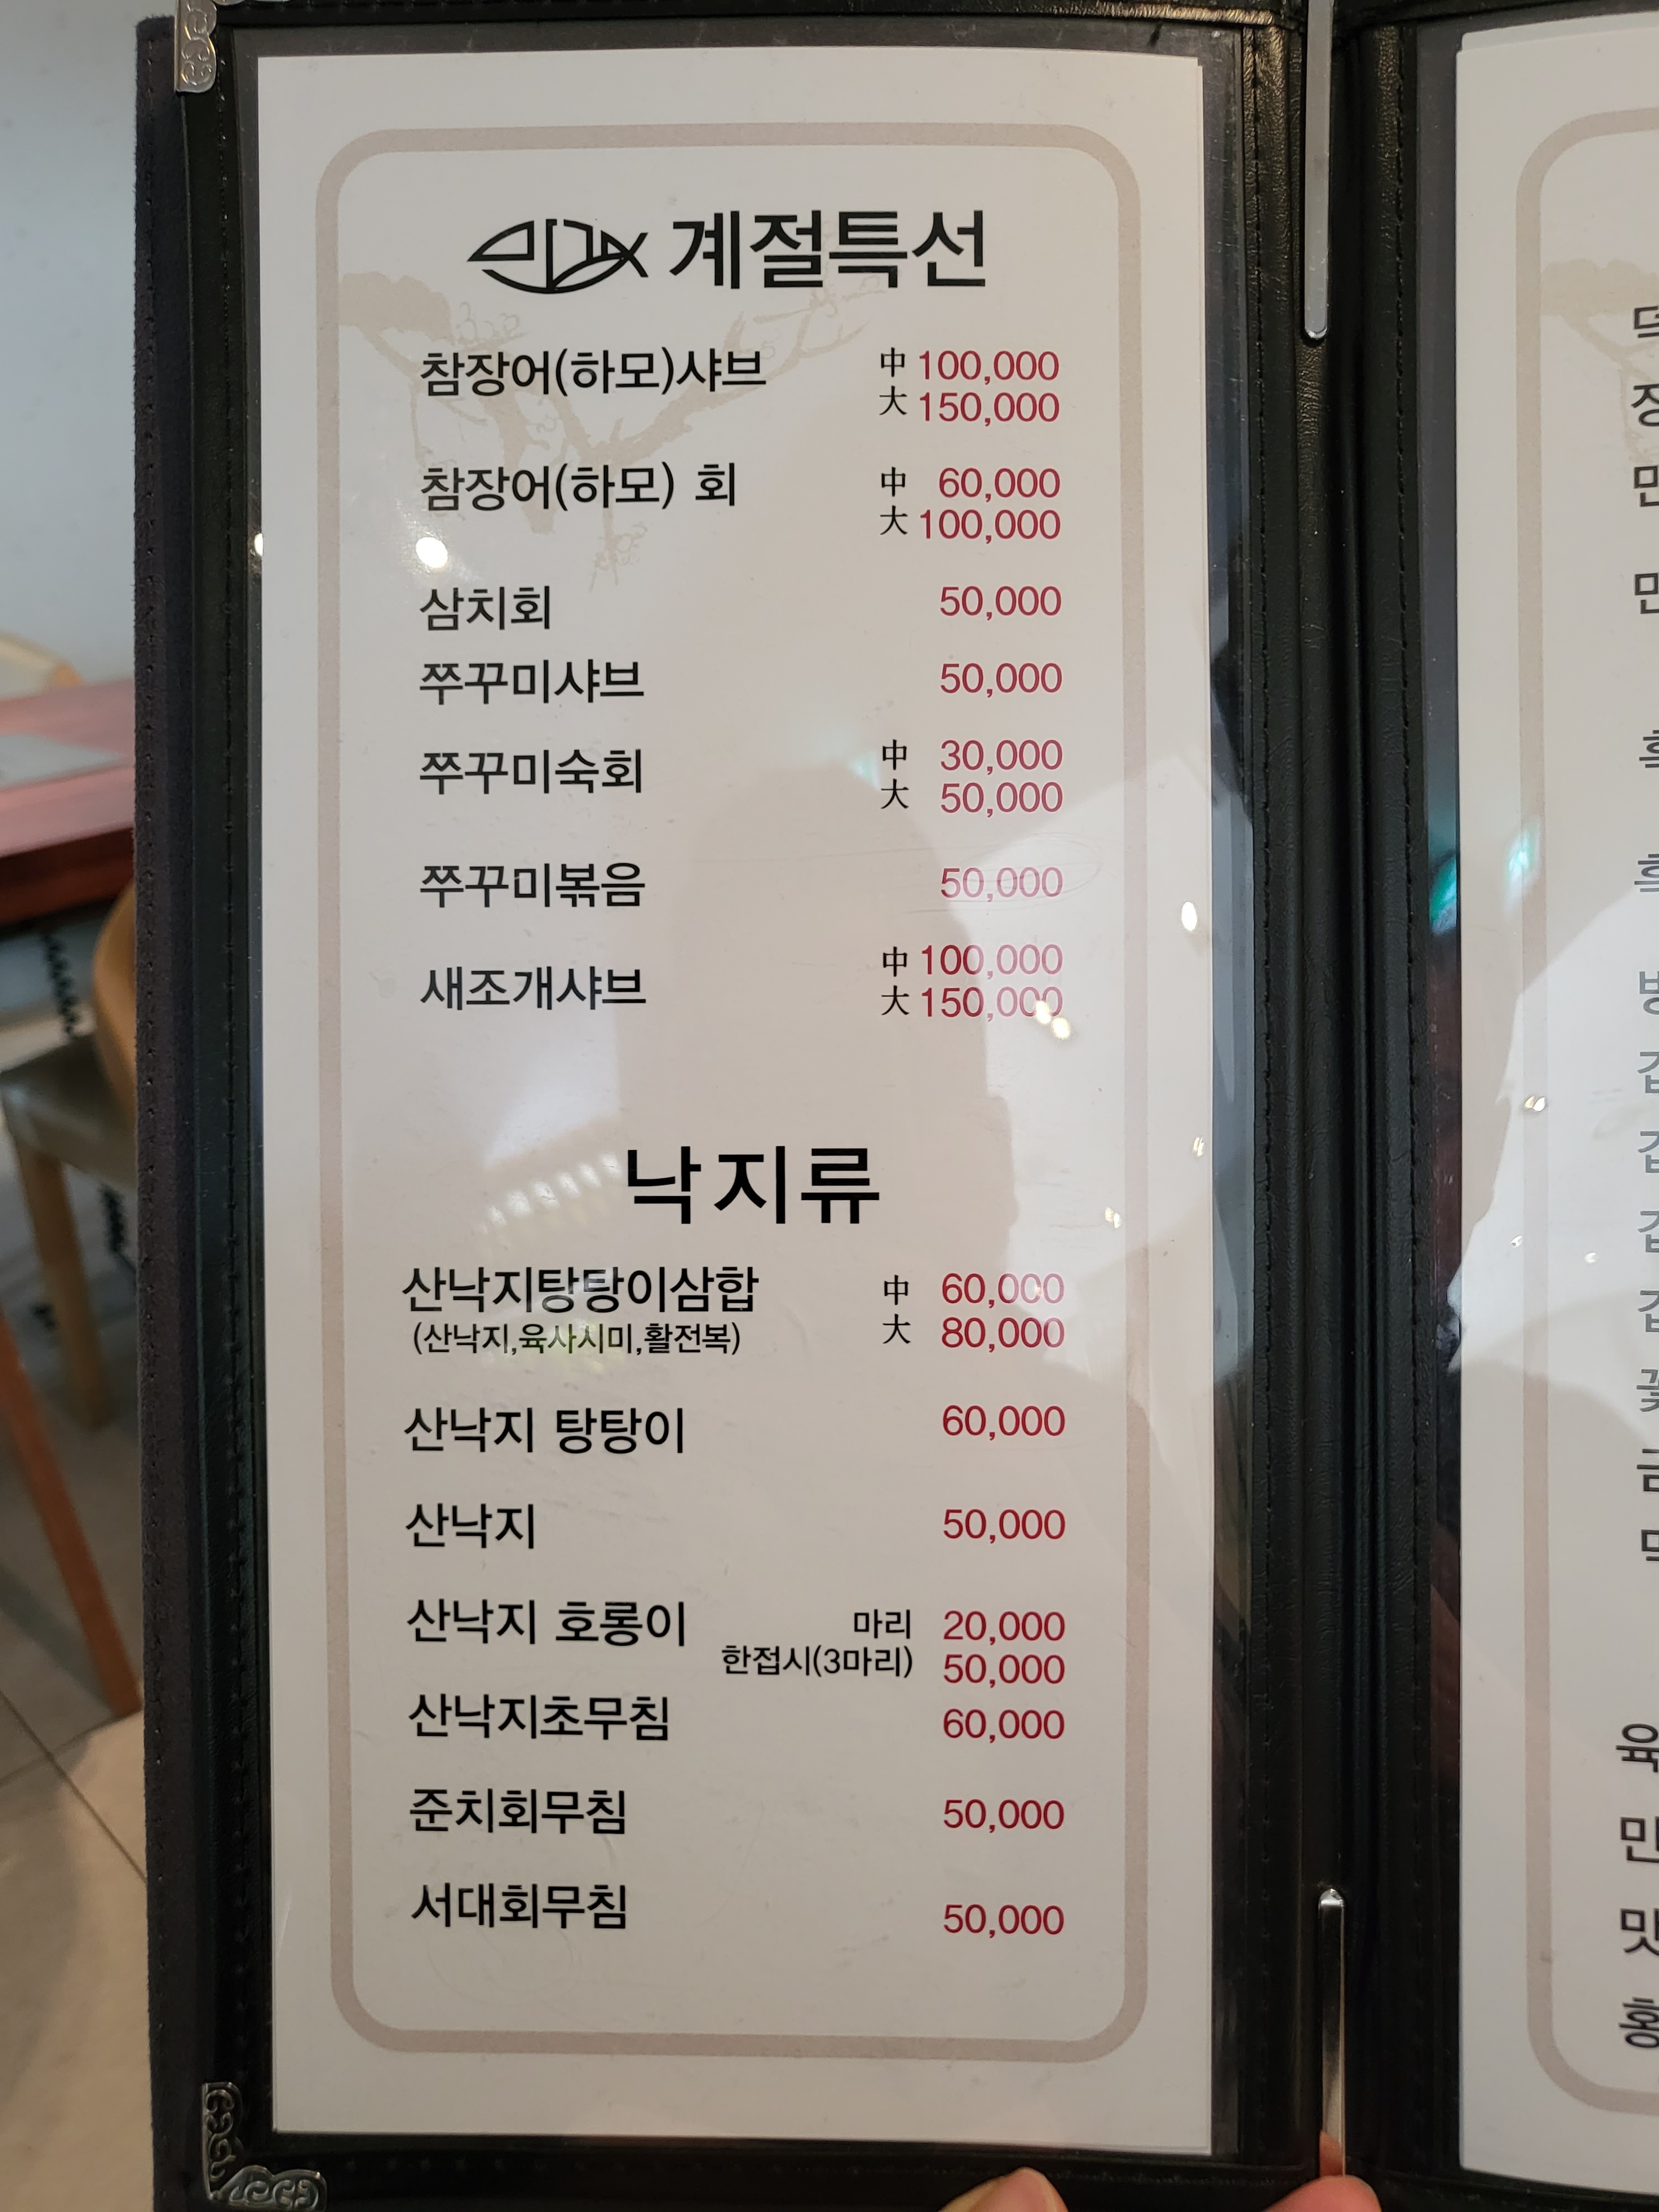 계절특선
참장어(하모)샤브 中 100,000
大 150,000
참장어(하모) 회 中 60,000
大 100,000
삼치회 50,000
쭈꾸미샤브 50,000
쭈꾸미숙회 中 30,000
大 50,000
쭈꾸미볶음 50,000
새조개샤브 中 100,000
大 150,000
낙지류
산낙지탕탕이삼합 中 60,000
(산낙지,육사시미,활전복) 大 80,000
산낙지 탕탕이 60,000
산낙지 50,000
산낙지 호롱이 마리 20,000
한접시(3마리) 50,000
산낙지초무침 60,000
준치회무침 50,000
서대회무침 50,000
육
민
맛
홍